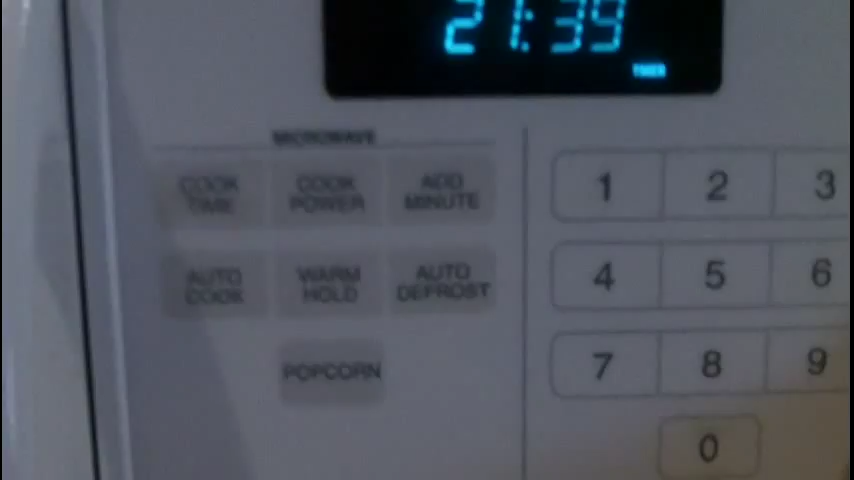 21:39
TIMER
MICROWAVE
COOK TIME
COOK POWER
ADD MINUTE
1 2 3
AUTO COOK
WARM HOLD
AUTO DEFROST
4 5 6
POPCORN
7 8 9
0